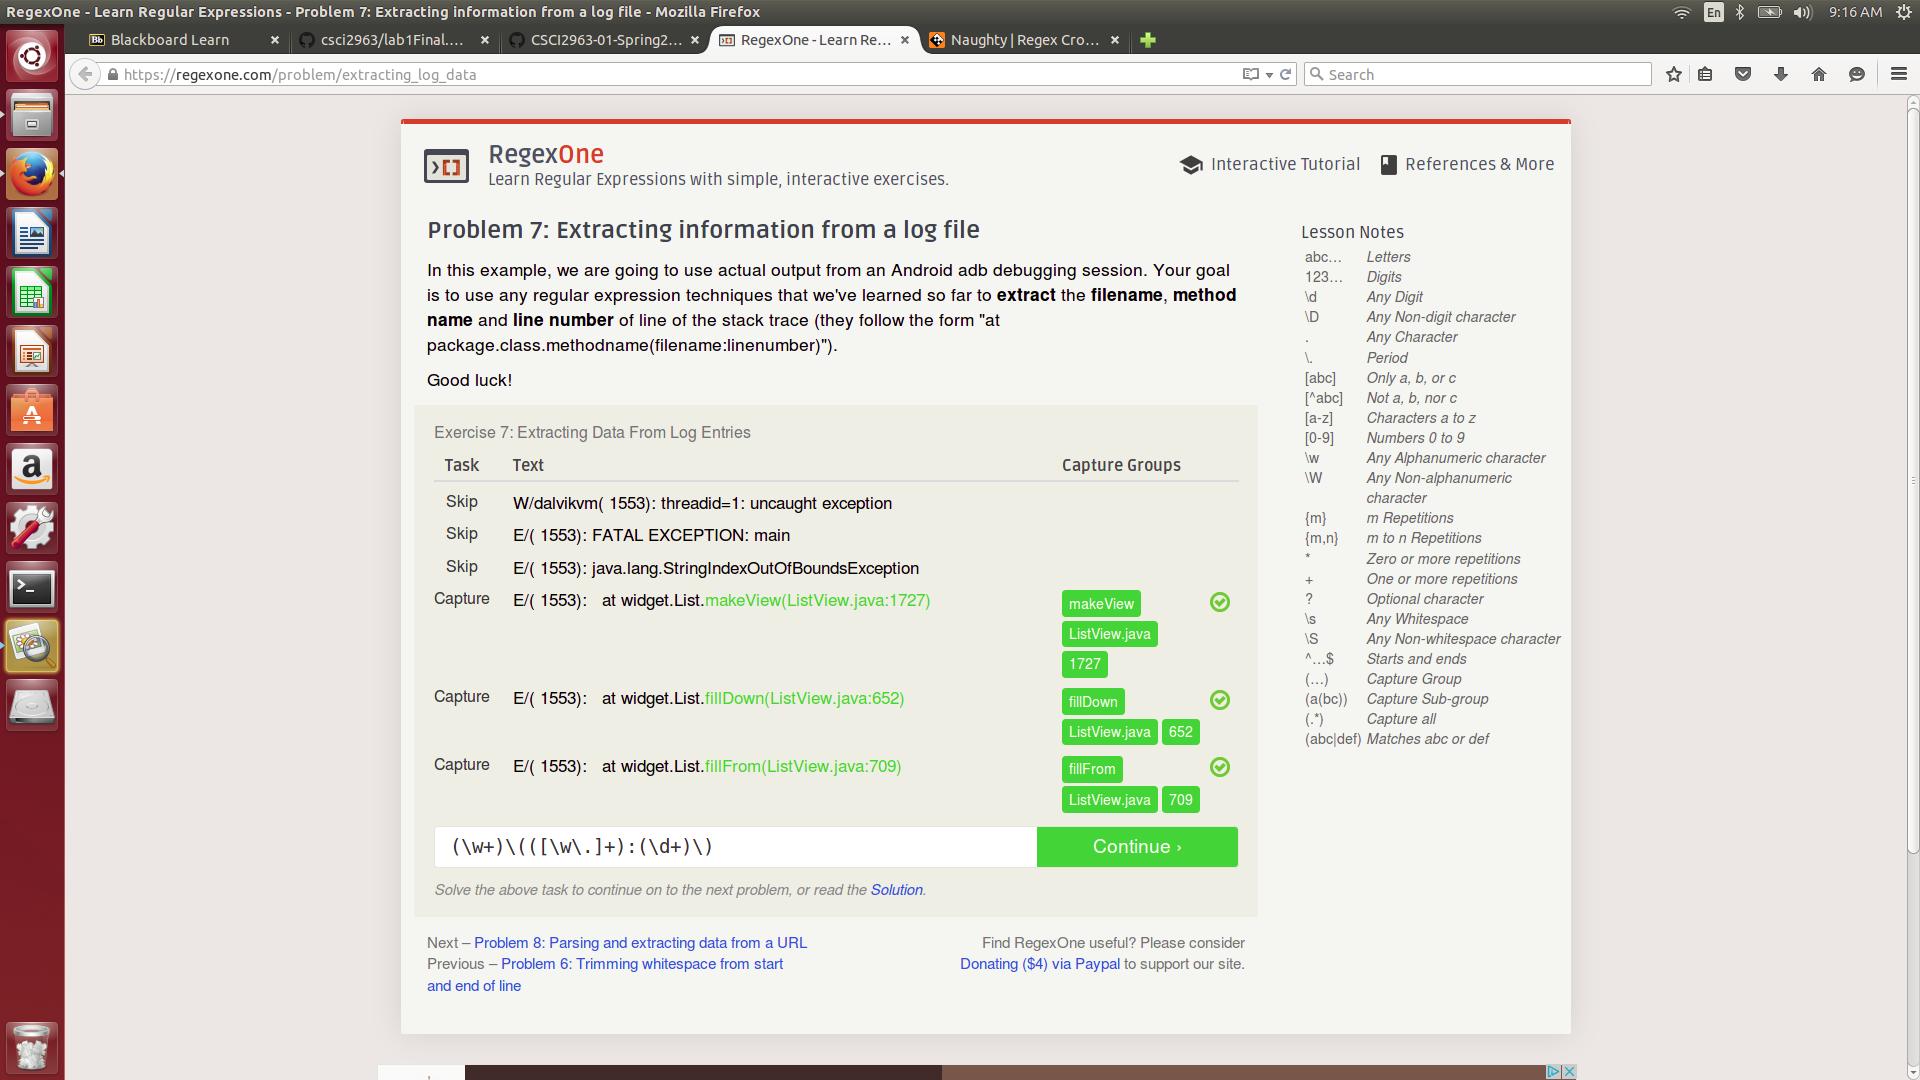 RegexOne - Learn Regular Expressions - Problem 7: Extracting information from a log file - Mozilla Firefox
En
9:16 AM
Bb Blackboard Learn × csci2963/lab1Final.... × CSCI2963-01-Spring2... × RegexOne - Learn Re... × Naughty | Regex Cro... ×
https://regexone.com/problem/extracting_log_data
Search
RegexOne
Learn Regular Expressions with simple, interactive exercises.
Interactive Tutorial
References & More
Problem 7: Extracting information from a log file
In this example, we are going to use actual output from an Android adb debugging session. Your goal
is to use any regular expression techniques that we've learned so far to extract the filename, method
name and line number of line of the stack trace (they follow the form "at
package.class.methodname(filename:linenumber)").
Good luck!
Exercise 7: Extracting Data From Log Entries
Task Text Capture Groups
Skip W/dalvikvm( 1553): threadid=1: uncaught exception
Skip E/( 1553): FATAL EXCEPTION: main
Skip E/( 1553): java.lang.StringIndexOutOfBoundsException
Capture E/( 1553):   at widget.List.makeView(ListView.java:1727) makeView
ListView.java
1727
Capture E/( 1553):   at widget.List.fillDown(ListView.java:652) fillDown
ListView.java 652
Capture E/( 1553):   at widget.List.fillFrom(ListView.java:709) fillFrom
ListView.java 709
(\w+)\(([\w\.]+):(\d+)\)
Continue ›
Solve the above task to continue on to the next problem, or read the Solution.
Next – Problem 8: Parsing and extracting data from a URL
Previous – Problem 6: Trimming whitespace from start
and end of line
Find RegexOne useful? Please consider
Donating ($4) via Paypal to support our site.
Lesson Notes
abc… Letters
123… Digits
\d Any Digit
\D Any Non-digit character
. Any Character
\. Period
[abc] Only a, b, or c
[^abc] Not a, b, nor c
[a-z] Characters a to z
[0-9] Numbers 0 to 9
\w Any Alphanumeric character
\W Any Non-alphanumeric
character
{m} m Repetitions
{m,n} m to n Repetitions
* Zero or more repetitions
+ One or more repetitions
? Optional character
\s Any Whitespace
\S Any Non-whitespace character
^…$ Starts and ends
(…) Capture Group
(a(bc)) Capture Sub-group
(.*) Capture all
(abc|def) Matches abc or def